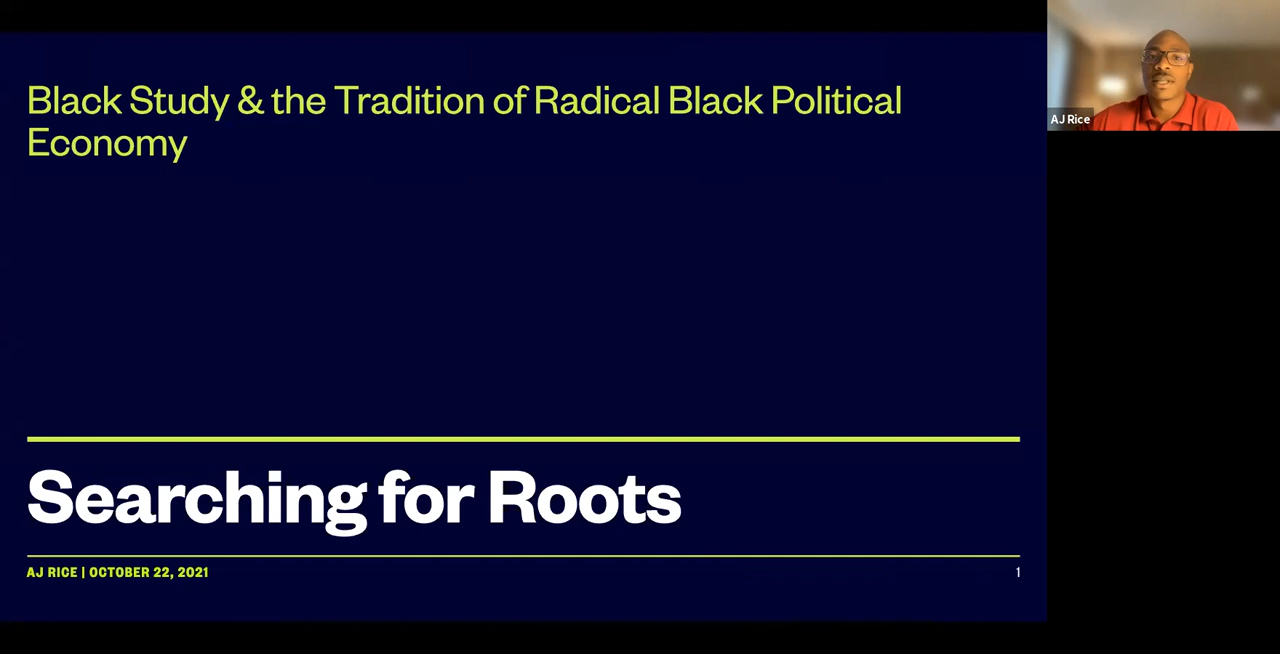 Black Study & the Tradition of Radical Black Political
Economy
Searching for Roots
AJ RICE | OCTOBER 22, 2021
1
AJ Rice